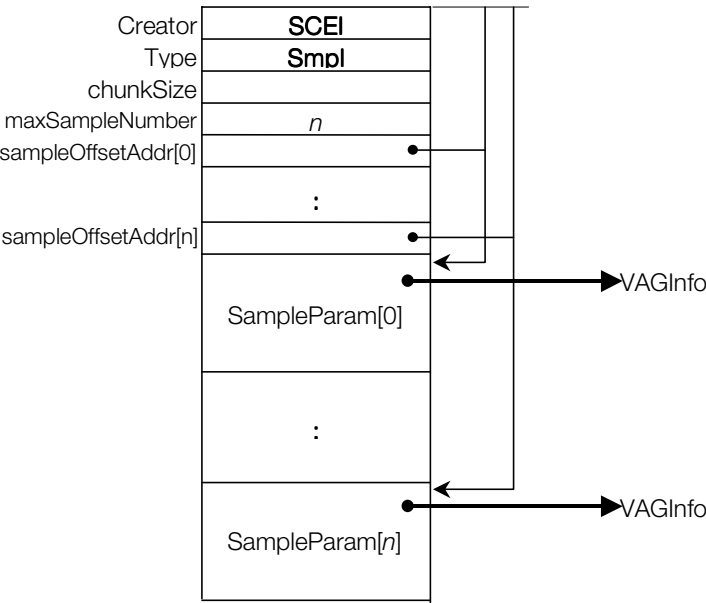 Creator SCEI
Type Smpl
chunkSize
maxSampleNumber n
sampleOffsetAddr[0]
:
sampleOffsetAddr[n]
VAGInfo
SampleParam[0]
:
VAGInfo
SampleParam[n]